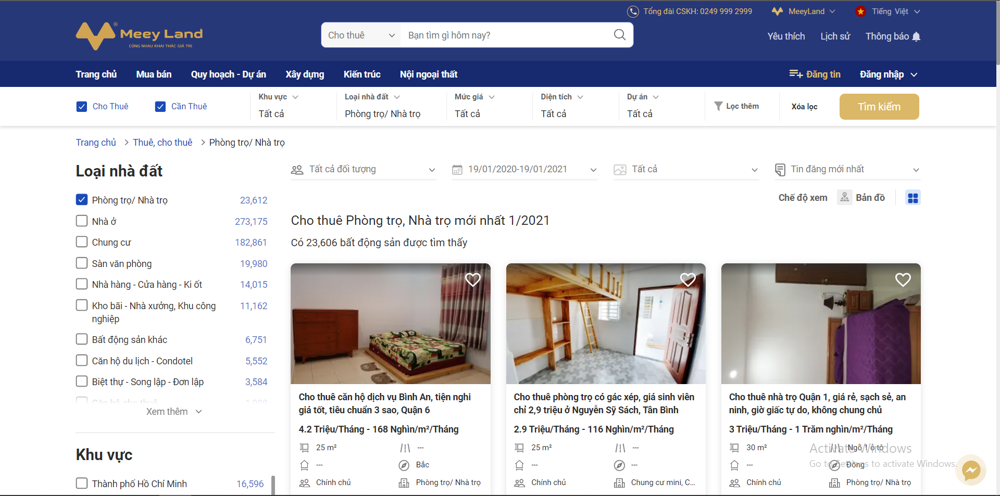 Tổng đài CSKH: 0249 999 2999
MeeyLand
Tiếng Việt
Meey Land
CÙNG NHAU KHAI THÁC GIÁ TRỊ
Cho thuê
Bạn tìm gì hôm nay?
Yêu thích
Lịch sử
Thông báo
Trang chủ
Mua bán
Quy hoạch - Dự án
Xây dựng
Kiến trúc
Nội ngoại thất
Đăng tin
Đăng nhập
Cho Thuê
Cần Thuê
Khu vực
Tất cả
Loại nhà đất
Phòng trọ/ Nhà trọ
Mức giá
Tất cả
Diện tích
Tất cả
Dự án
Tất cả
Lọc thêm
Xóa lọc
Tìm kiếm
Trang chủ > Thuê, cho thuê > Phòng trọ/ Nhà trọ
Loại nhà đất
Phòng trọ/ Nhà trọ 23,612
Nhà ở 273,175
Chung cư 182,861
Sàn văn phòng 19,980
Nhà hàng - Cửa hàng - Ki ốt 14,015
Kho bãi - Nhà xưởng, Khu công 11,162
nghiệp
Bất động sản khác 6,751
Căn hộ du lịch - Condotel 5,552
Biệt thự - Song lập - Đơn lập 3,584
Căn hộ cho thuê 1,988
Xem thêm
Khu vực
Thành phố Hồ Chí Minh 16,596
Tất cả đối tượng
19/01/2020-19/01/2021
Tất cả
Tin đăng mới nhất
Chế độ xem
Bản đồ
Cho thuê Phòng trọ, Nhà trọ mới nhất 1/2021
Có 23,606 bất động sản được tìm thấy
Cho thuê căn hộ dịch vụ Bình An, tiện nghi
giá tốt, tiêu chuẩn 3 sao, Quận 6
4.2 Triệu/Tháng - 168 Nghìn/m²/Tháng
25 m² ---
--- Bắc
Chính chủ Phòng trọ/ Nhà trọ
Cho thuê phòng trọ có gác xép, giá sinh viên
chỉ 2,9 triệu ở Nguyễn Sỹ Sách, Tân Bình
2.9 Triệu/Tháng - 116 Nghìn/m²/Tháng
25 m² ---
--- ---
Chính chủ Chung cư mini, C...
Cho thuê nhà trọ Quận 1, giá rẻ, sạch sẻ, an
ninh, giờ giấc tự do, không chung chủ
3 Triệu/Tháng - 1 Trăm nghìn/m²/Tháng
30 m² Ngõ 1 ô tô
--- Đông
Chính chủ Phòng trọ/ Nhà trọ
Activate Windows
Go to Settings to activate Windows.